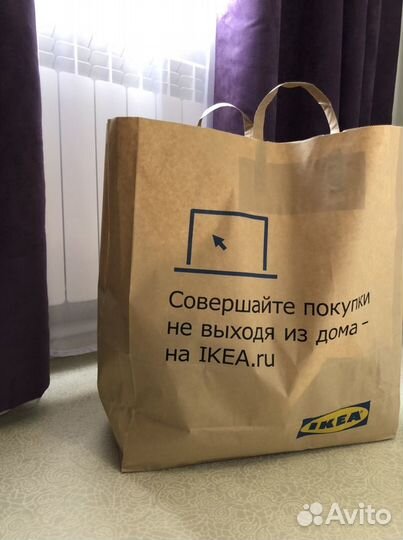 Совершайте покупки
не выходя из дома –
на IKEA.ru
IKEA
Avito